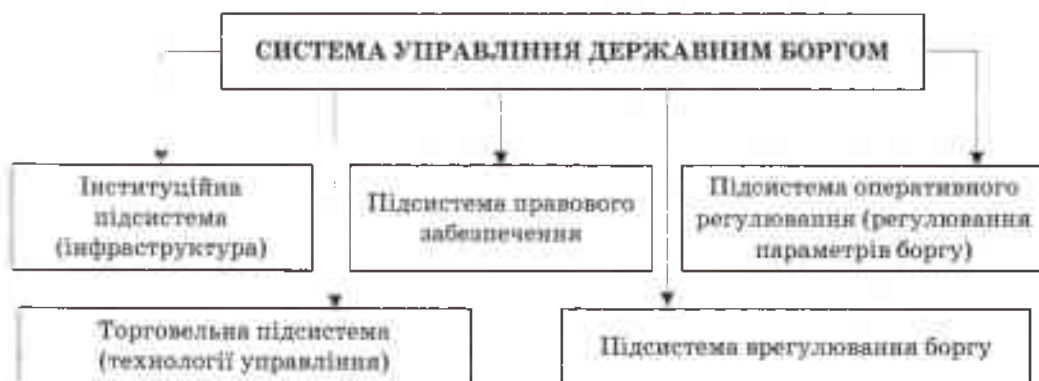 СИСТЕМА УПРАВЛІННЯ ДЕРЖАВНИМ БОРГОМ
Інституційна
підсистема
(інфраструктура)
Підсистема правового
забезпечення
Підсистема оперативного
регулювання (регулювання
параметрів боргу)
Торговельна підсистема
(технології управління)
Підсистема врегулювання боргу